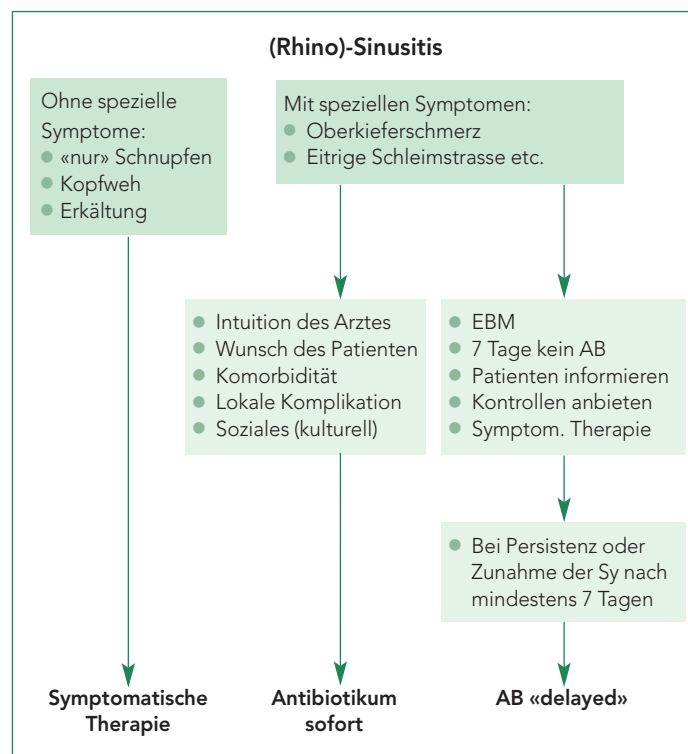 (Rhino)-Sinusitis
Ohne spezielle
Symptome:
● «nur» Schnupfen
● Kopfweh
● Erkältung
Mit speziellen Symptomen:
● Oberkieferschmerz
● Eitrige Schleimstrasse etc.
● Intuition des Arztes
● Wunsch des Patienten
● Komorbidität
● Lokale Komplikation
● Soziales (kulturell)
● EBM
● 7 Tage kein AB
● Patienten informieren
● Kontrollen anbieten
● Symptom. Therapie
● Bei Persistenz oder
Zunahme der Sy nach
mindestens 7 Tagen
Symptomatische
Therapie
Antibiotikum
sofort
AB «delayed»